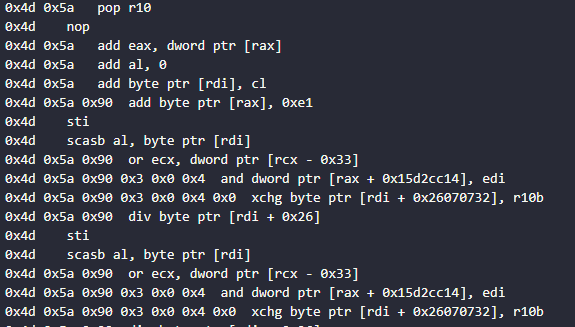 0x4d 0x5a pop r10
0x4d nop
0x4d 0x5a add eax, dword ptr [rax]
0x4d 0x5a add al, 0
0x4d 0x5a add byte ptr [rdi], cl
0x4d 0x5a 0x90 add byte ptr [rax], 0xe1
0x4d sti
0x4d scasb al, byte ptr [rdi]
0x4d 0x5a 0x90 or ecx, dword ptr [rcx - 0x33]
0x4d 0x5a 0x90 0x3 0x0 0x4 and dword ptr [rax + 0x15d2cc14], edi
0x4d 0x5a 0x90 0x3 0x0 0x4 0x0 xchg byte ptr [rdi + 0x26070732], r10b
0x4d 0x5a 0x90 div byte ptr [rdi + 0x26]
0x4d sti
0x4d scasb al, byte ptr [rdi]
0x4d 0x5a 0x90 or ecx, dword ptr [rcx - 0x33]
0x4d 0x5a 0x90 0x3 0x0 0x4 and dword ptr [rax + 0x15d2cc14], edi
0x4d 0x5a 0x90 0x3 0x0 0x4 0x0 xchg byte ptr [rdi + 0x26070732], r10b